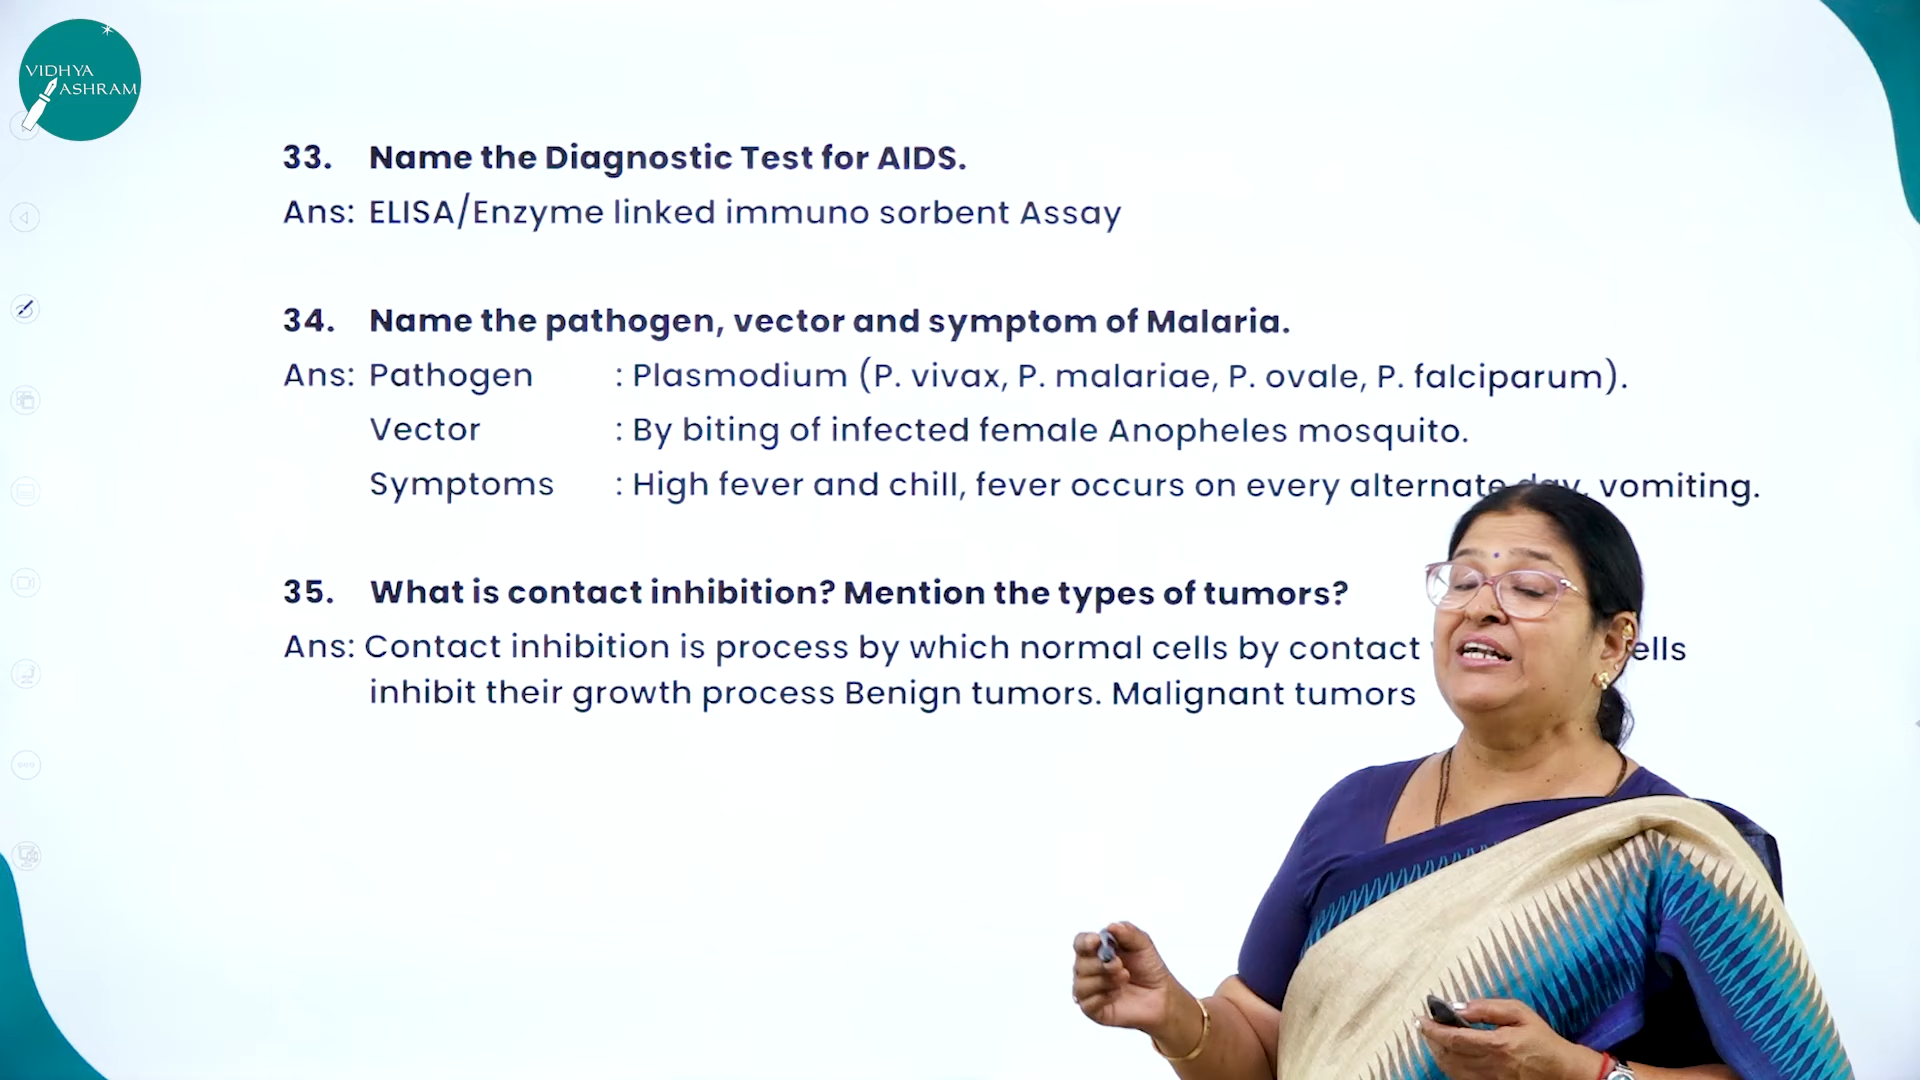 VIDHYA
ASHRAM
33. Name the Diagnostic Test for AIDS.
Ans: ELISA/Enzyme linked immuno sorbent Assay
34. Name the pathogen, vector and symptom of Malaria.
Ans: Pathogen : Plasmodium (P. vivax, P. malariae, P. ovale, P. falciparum).
Vector : By biting of infected female Anopheles mosquito.
Symptoms : High fever and chill, fever occurs on every alternate day, vomiting.
35. What is contact inhibition? Mention the types of tumors?
Ans: Contact inhibition is process by which normal cells by contact ells
inhibit their growth process Benign tumors. Malignant tumors